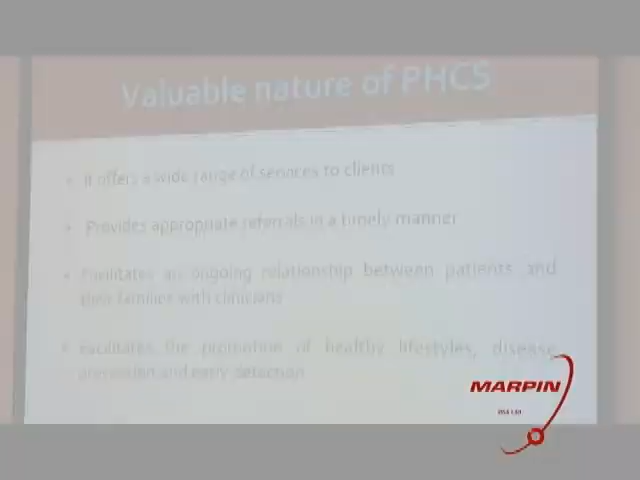 Valuable nature of PHCS
• It offers a wide range of services to clients
• Provides appropriate referrals in a timely manner
• Facilitates an ongoing relationship between patients and
their families with clinicians
• Facilitates the promotion of healthy lifestyles, disease
prevention and early detection
MARPIN